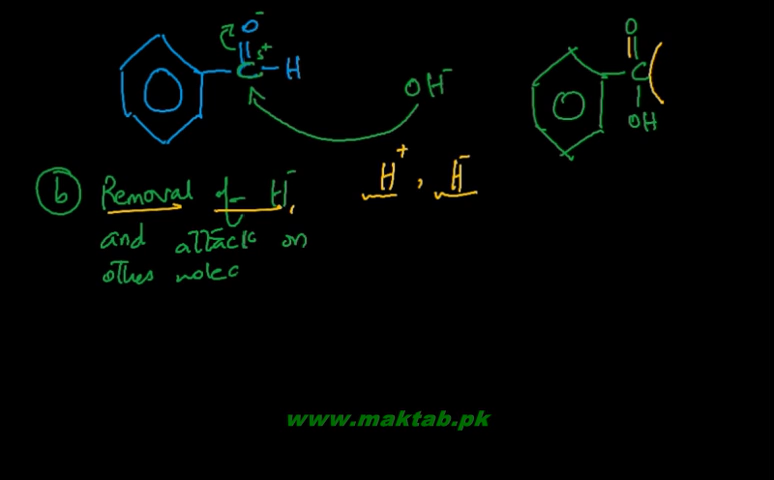 O⁻
C δ+ – H
OH⁻
O
C
OH
b Removal of H⁻,
H⁺, H⁻
and attack on
other molec
www.maktab.pk